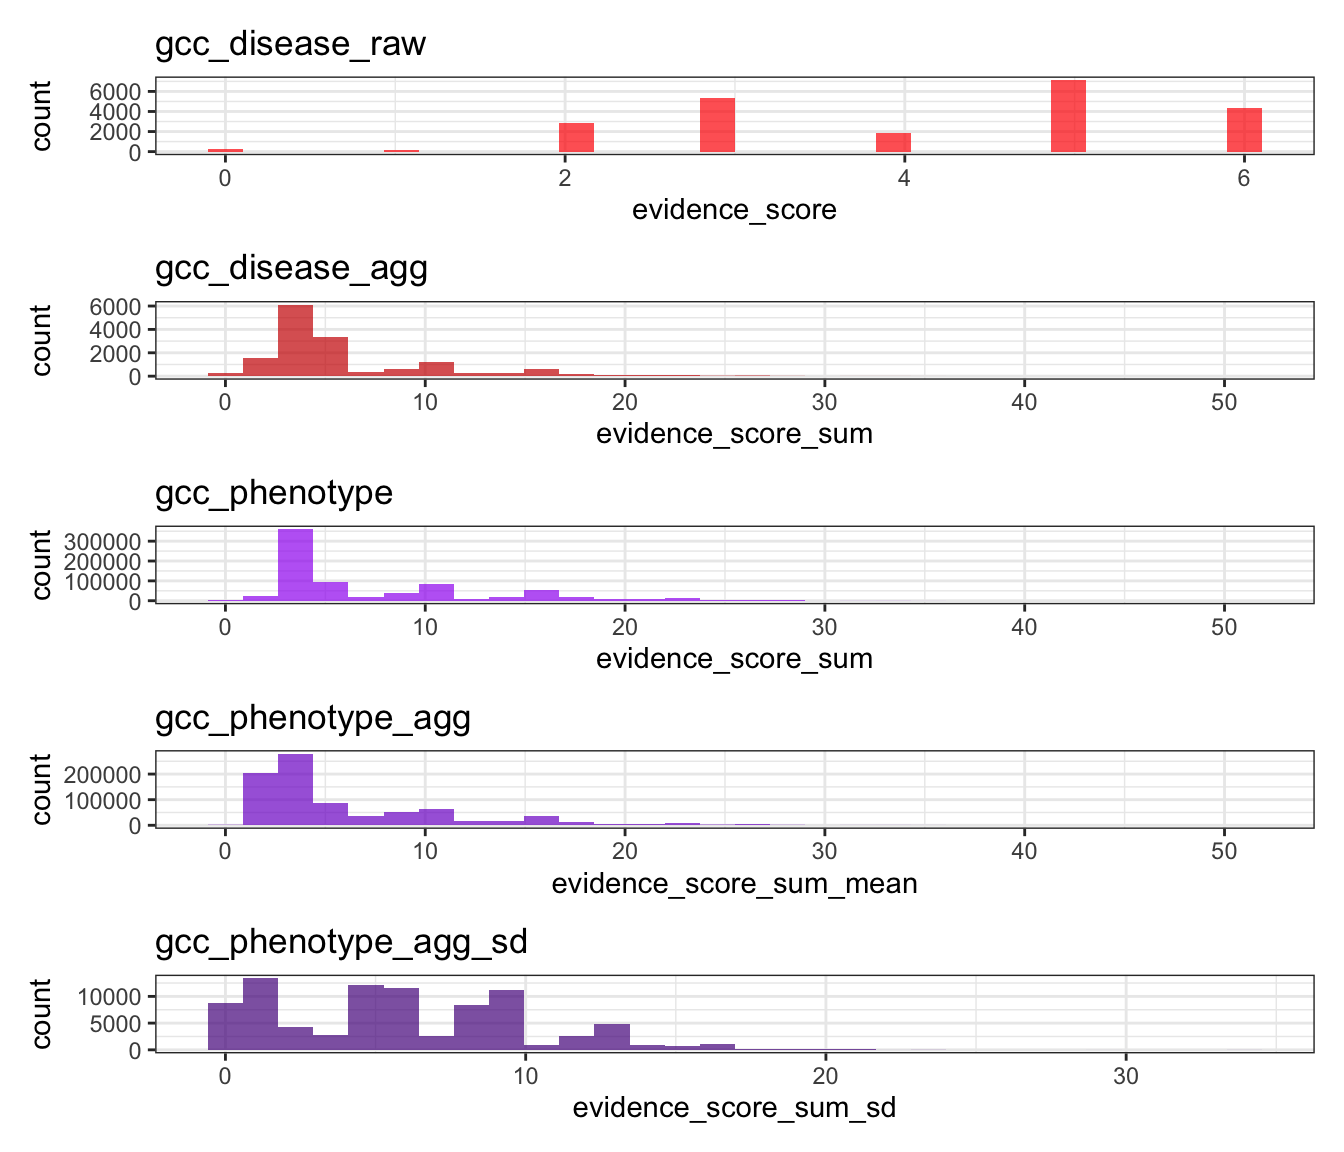 gcc_disease_raw
count
6000
4000
2000
0
0 2 4 6
evidence_score
gcc_disease_agg
count
6000
4000
2000
0
0 10 20 30 40 50
evidence_score_sum
gcc_phenotype
count
300000
200000
100000
0
0 10 20 30 40 50
evidence_score_sum
gcc_phenotype_agg
count
200000
100000
0
0 10 20 30 40 50
evidence_score_sum_mean
gcc_phenotype_agg_sd
count
10000
5000
0
0 10 20 30
evidence_score_sum_sd